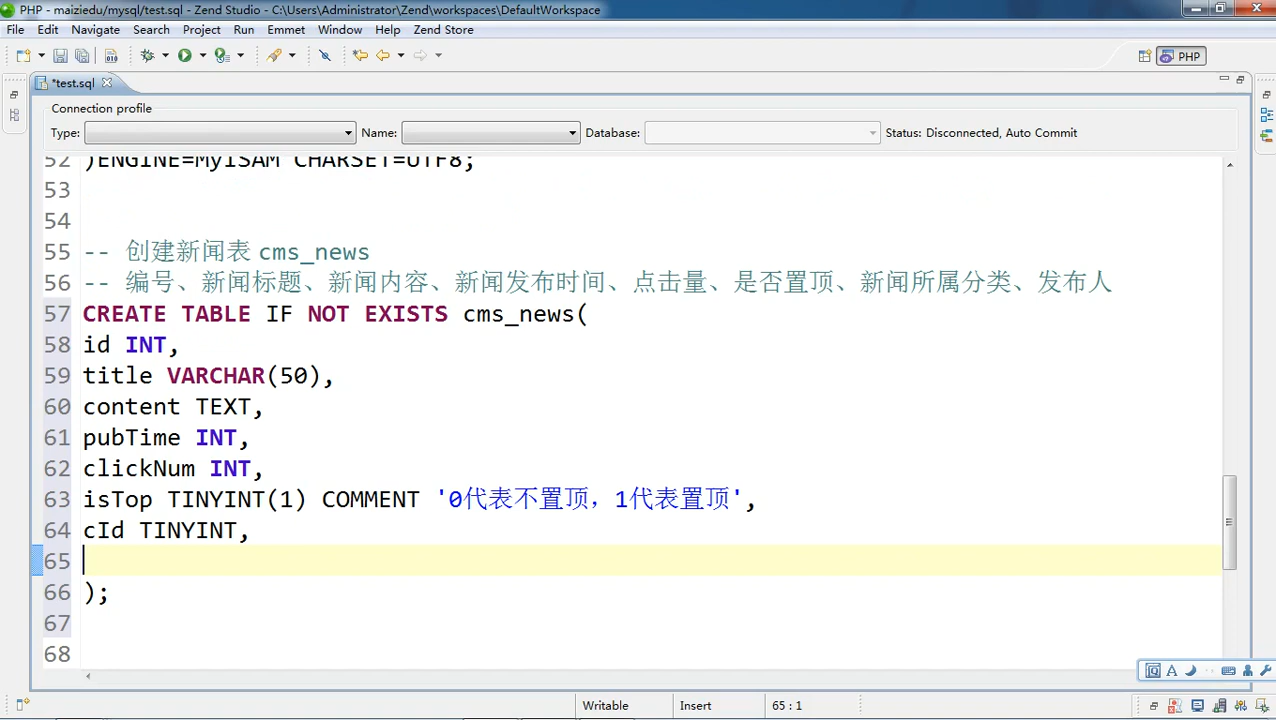 PHP - maiziedu/mysql/test.sql - Zend Studio - C:\Users\Administrator\Zend\workspaces\DefaultWorkspace
File Edit Navigate Search Project Run Emmet Window Help Zend Store
PHP
*test.sql
Connection profile
Type: Name: Database: Status: Disconnected, Auto Commit
52 )ENGINE=MyISAM CHARSET=UTF8;
53
54
55 -- 创建新闻表 cms_news
56 -- 编号、新闻标题、新闻内容、新闻发布时间、点击量、是否置顶、新闻所属分类、发布人
57 CREATE TABLE IF NOT EXISTS cms_news(
58 id INT,
59 title VARCHAR(50),
60 content TEXT,
61 pubTime INT,
62 clickNum INT,
63 isTop TINYINT(1) COMMENT '0代表不置顶，1代表置顶',
64 cId TINYINT,
65
66 );
67
68
Writable Insert 65 : 1